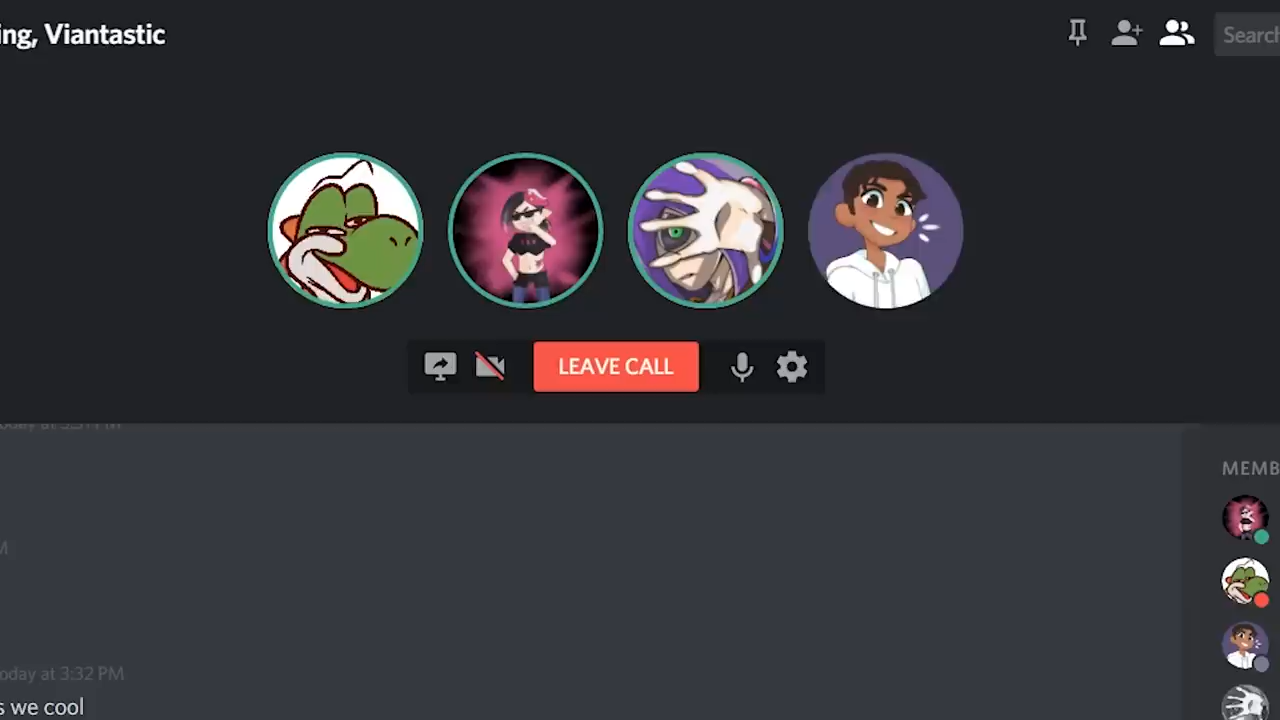 ing, Viantastic
Search
LEAVE CALL
MEMB
oday at 3:32 PM
s we cool